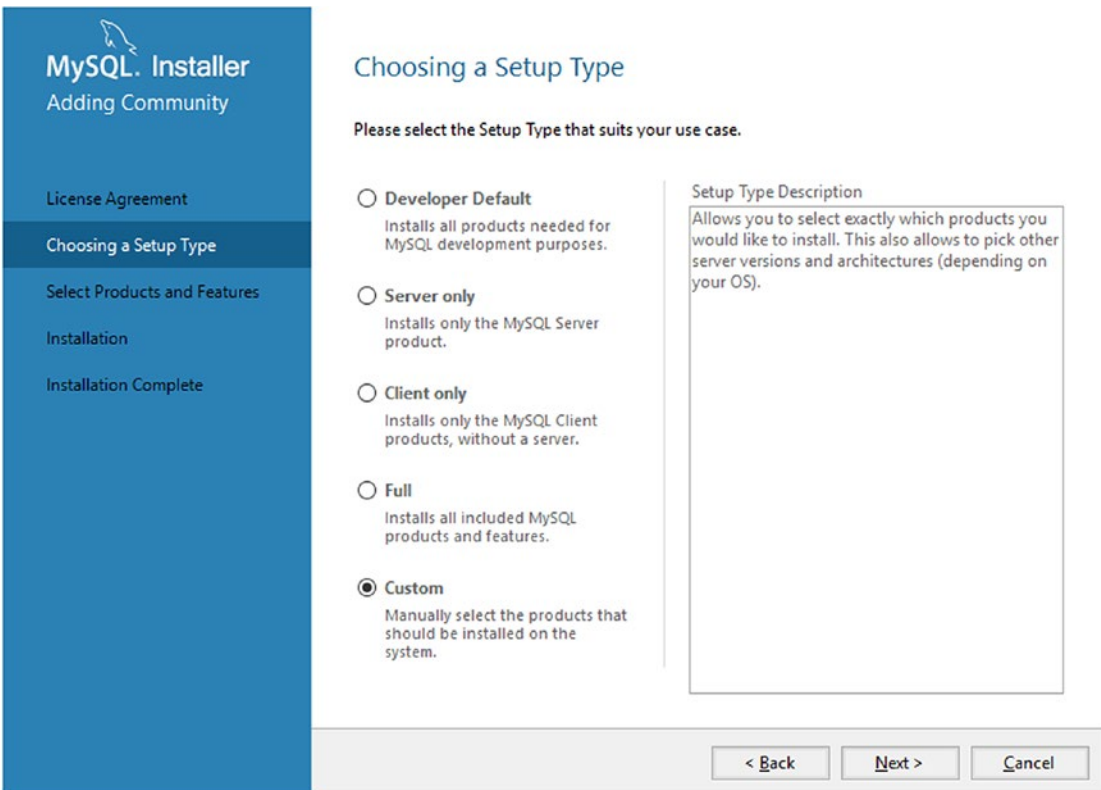 MySQL. Installer
Adding Community
License Agreement
Choosing a Setup Type
Select Products and Features
Installation
Installation Complete
Choosing a Setup Type
Please select the Setup Type that suits your use case.
Developer Default
Installs all products needed for
MySQL development purposes.
Server only
Installs only the MySQL Server
product.
Client only
Installs only the MySQL Client
products, without a server.
Full
Installs all included MySQL
products and features.
Custom
Manually select the products that
should be installed on the
system.
Setup Type Description
Allows you to select exactly which products you
would like to install. This also allows to pick other
server versions and architectures (depending on
your OS).
< Back
Next >
Cancel